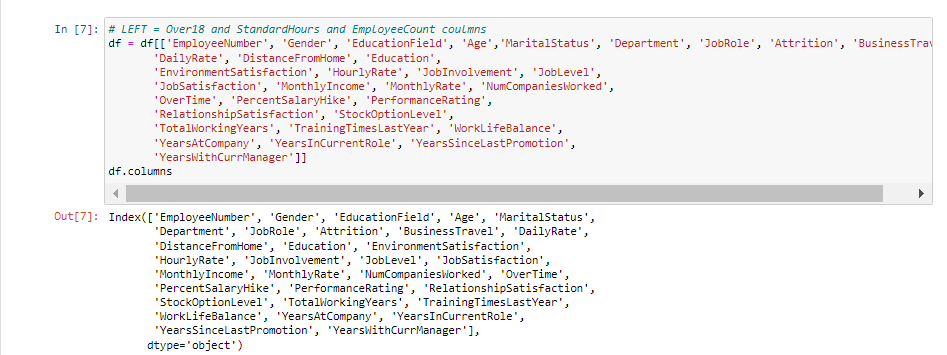 In [7]: # LEFT = Over18 and StandardHours and EmployeeCount coulmns
df = df[['EmployeeNumber', 'Gender', 'EducationField', 'Age','MaritalStatus', 'Department', 'JobRole', 'Attrition', 'BusinessTrav
'DailyRate', 'DistanceFromHome', 'Education',
'EnvironmentSatisfaction', 'HourlyRate', 'JobInvolvement', 'JobLevel',
'JobSatisfaction', 'MonthlyIncome', 'MonthlyRate', 'NumCompaniesWorked',
'OverTime', 'PercentSalaryHike', 'PerformanceRating',
'RelationshipSatisfaction', 'StockOptionLevel',
'TotalWorkingYears', 'TrainingTimesLastYear', 'WorkLifeBalance',
'YearsAtCompany', 'YearsInCurrentRole', 'YearsSinceLastPromotion',
'YearsWithCurrManager']]
df.columns
Out[7]: Index(['EmployeeNumber', 'Gender', 'EducationField', 'Age', 'MaritalStatus',
'Department', 'JobRole', 'Attrition', 'BusinessTravel', 'DailyRate',
'DistanceFromHome', 'Education', 'EnvironmentSatisfaction',
'HourlyRate', 'JobInvolvement', 'JobLevel', 'JobSatisfaction',
'MonthlyIncome', 'MonthlyRate', 'NumCompaniesWorked', 'OverTime',
'PercentSalaryHike', 'PerformanceRating', 'RelationshipSatisfaction',
'StockOptionLevel', 'TotalWorkingYears', 'TrainingTimesLastYear',
'WorkLifeBalance', 'YearsAtCompany', 'YearsInCurrentRole',
'YearsSinceLastPromotion', 'YearsWithCurrManager'],
dtype='object')